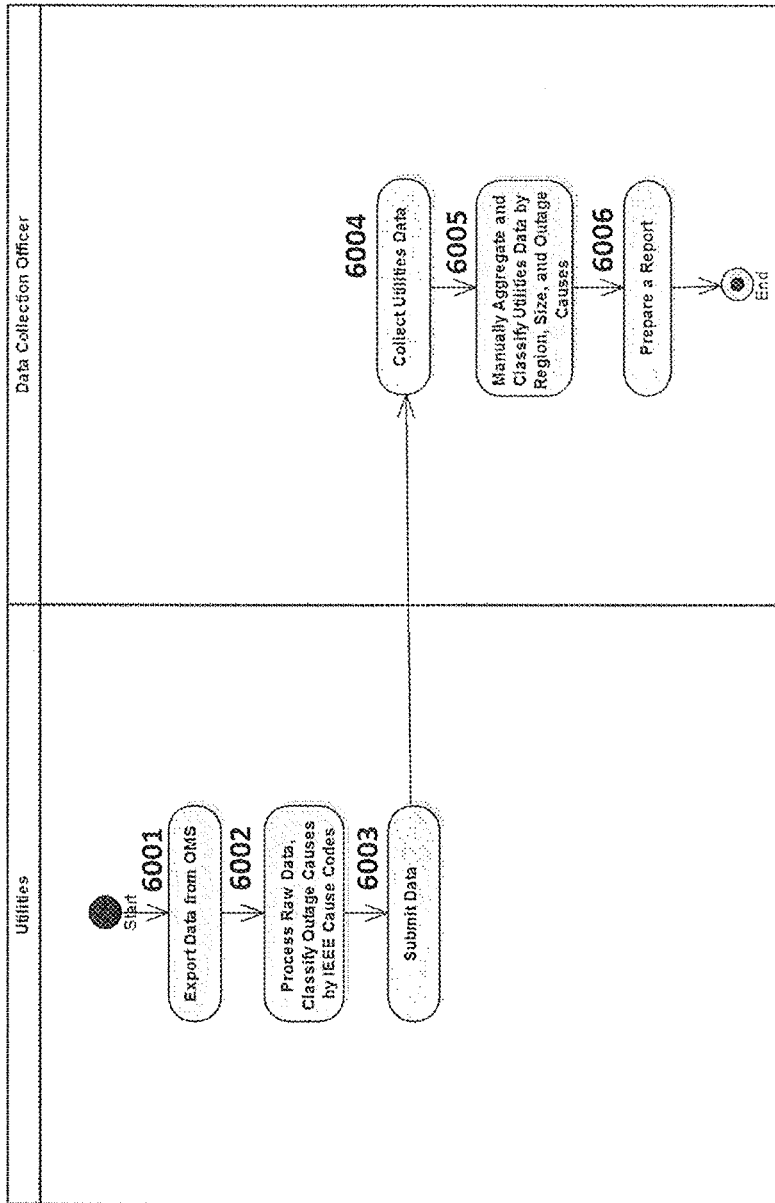 Utilities
Data Collection Officer
Start
6001
Export Data from OMS
6002
Process Raw Data,
Classify Outage Causes
by IEEE Cause Codes
6003
Submit Data
6004
Collect Utilities Data
6005
Manually Aggregate and
Classify Utilities Data by
Region, Size, and Outage
Causes
6006
Prepare a Report
End